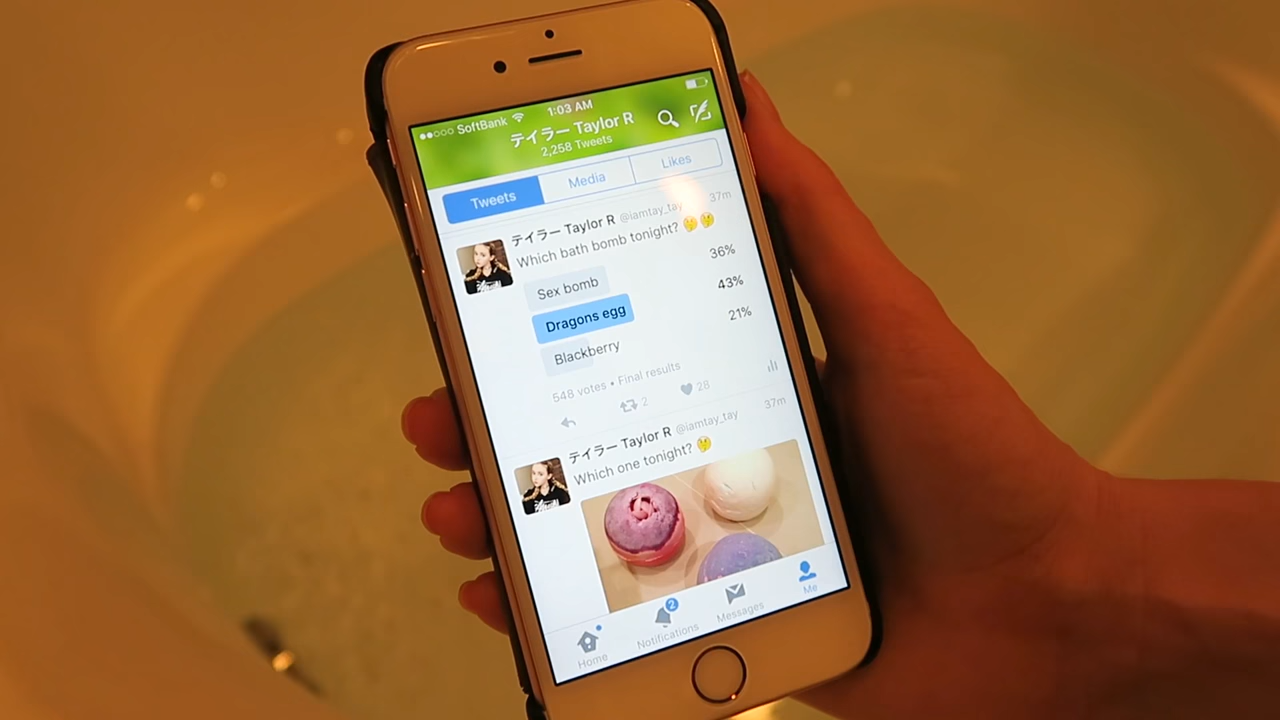 SoftBank 1:03 AM
テイラー Taylor R
2,258 Tweets
Tweets Media Likes
テイラー Taylor R @iamtay_tay 37m
Which bath bomb tonight? 🤔🤔
Sex bomb 36%
Dragons egg 43%
Blackberry 21%
548 votes • Final results
2 28
テイラー Taylor R @iamtay_tay 37m
Which one tonight? 🤔
2
Home Notifications Messages Me